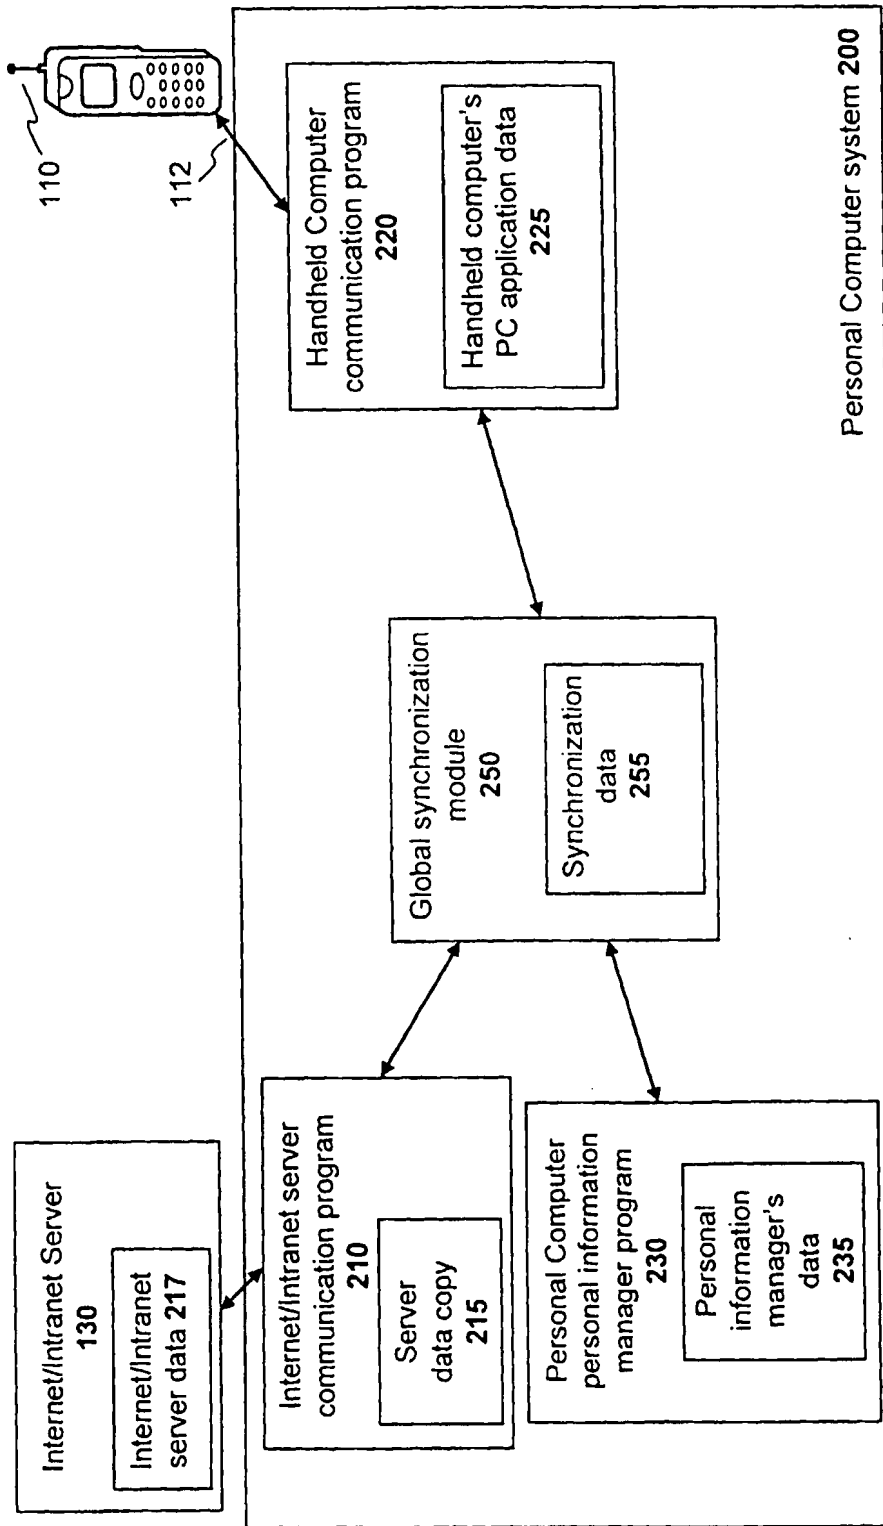 Internet/Intranet Server
130
Internet/Intranet
server data 217
110
112
Internet/Intranet server
communication program
210
Server
data copy
215
Personal Computer
personal information
manager program
230
Personal
information
manager's
data
235
Global synchronization
module
250
Synchronization
data
255
Handheld Computer
communication program
220
Handheld computer's
PC application data
225
Personal Computer system 200